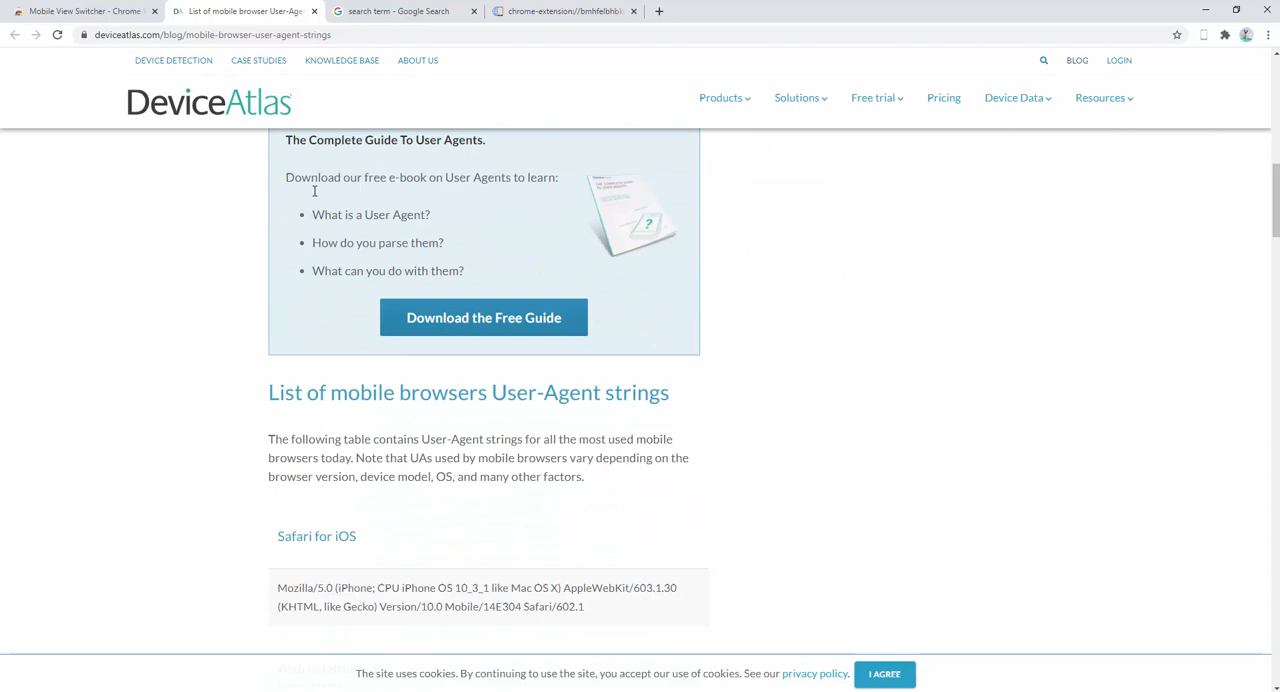 Mobile View Switcher - Chrome
List of mobile browser User-Age
search term - Google Search
chrome-extension://bmhfelbhbk
deviceatlas.com/blog/mobile-browser-user-agent-strings
DEVICE DETECTION
CASE STUDIES
KNOWLEDGE BASE
ABOUT US
BLOG
LOGIN
DeviceAtlas
Products
Solutions
Free trial
Pricing
Device Data
Resources
The Complete Guide To User Agents.
Download our free e-book on User Agents to learn:
• What is a User Agent?
• How do you parse them?
• What can you do with them?
Download the Free Guide
List of mobile browsers User-Agent strings
The following table contains User-Agent strings for all the most used mobile
browsers today. Note that UAs used by mobile browsers vary depending on the
browser version, device model, OS, and many other factors.
Safari for iOS
Mozilla/5.0 (iPhone; CPU iPhone OS 10_3_1 like Mac OS X) AppleWebKit/603.1.30
(KHTML, like Gecko) Version/10.0 Mobile/14E304 Safari/602.1
The site uses cookies. By continuing to use the site, you accept our use of cookies. See our privacy policy.
I AGREE